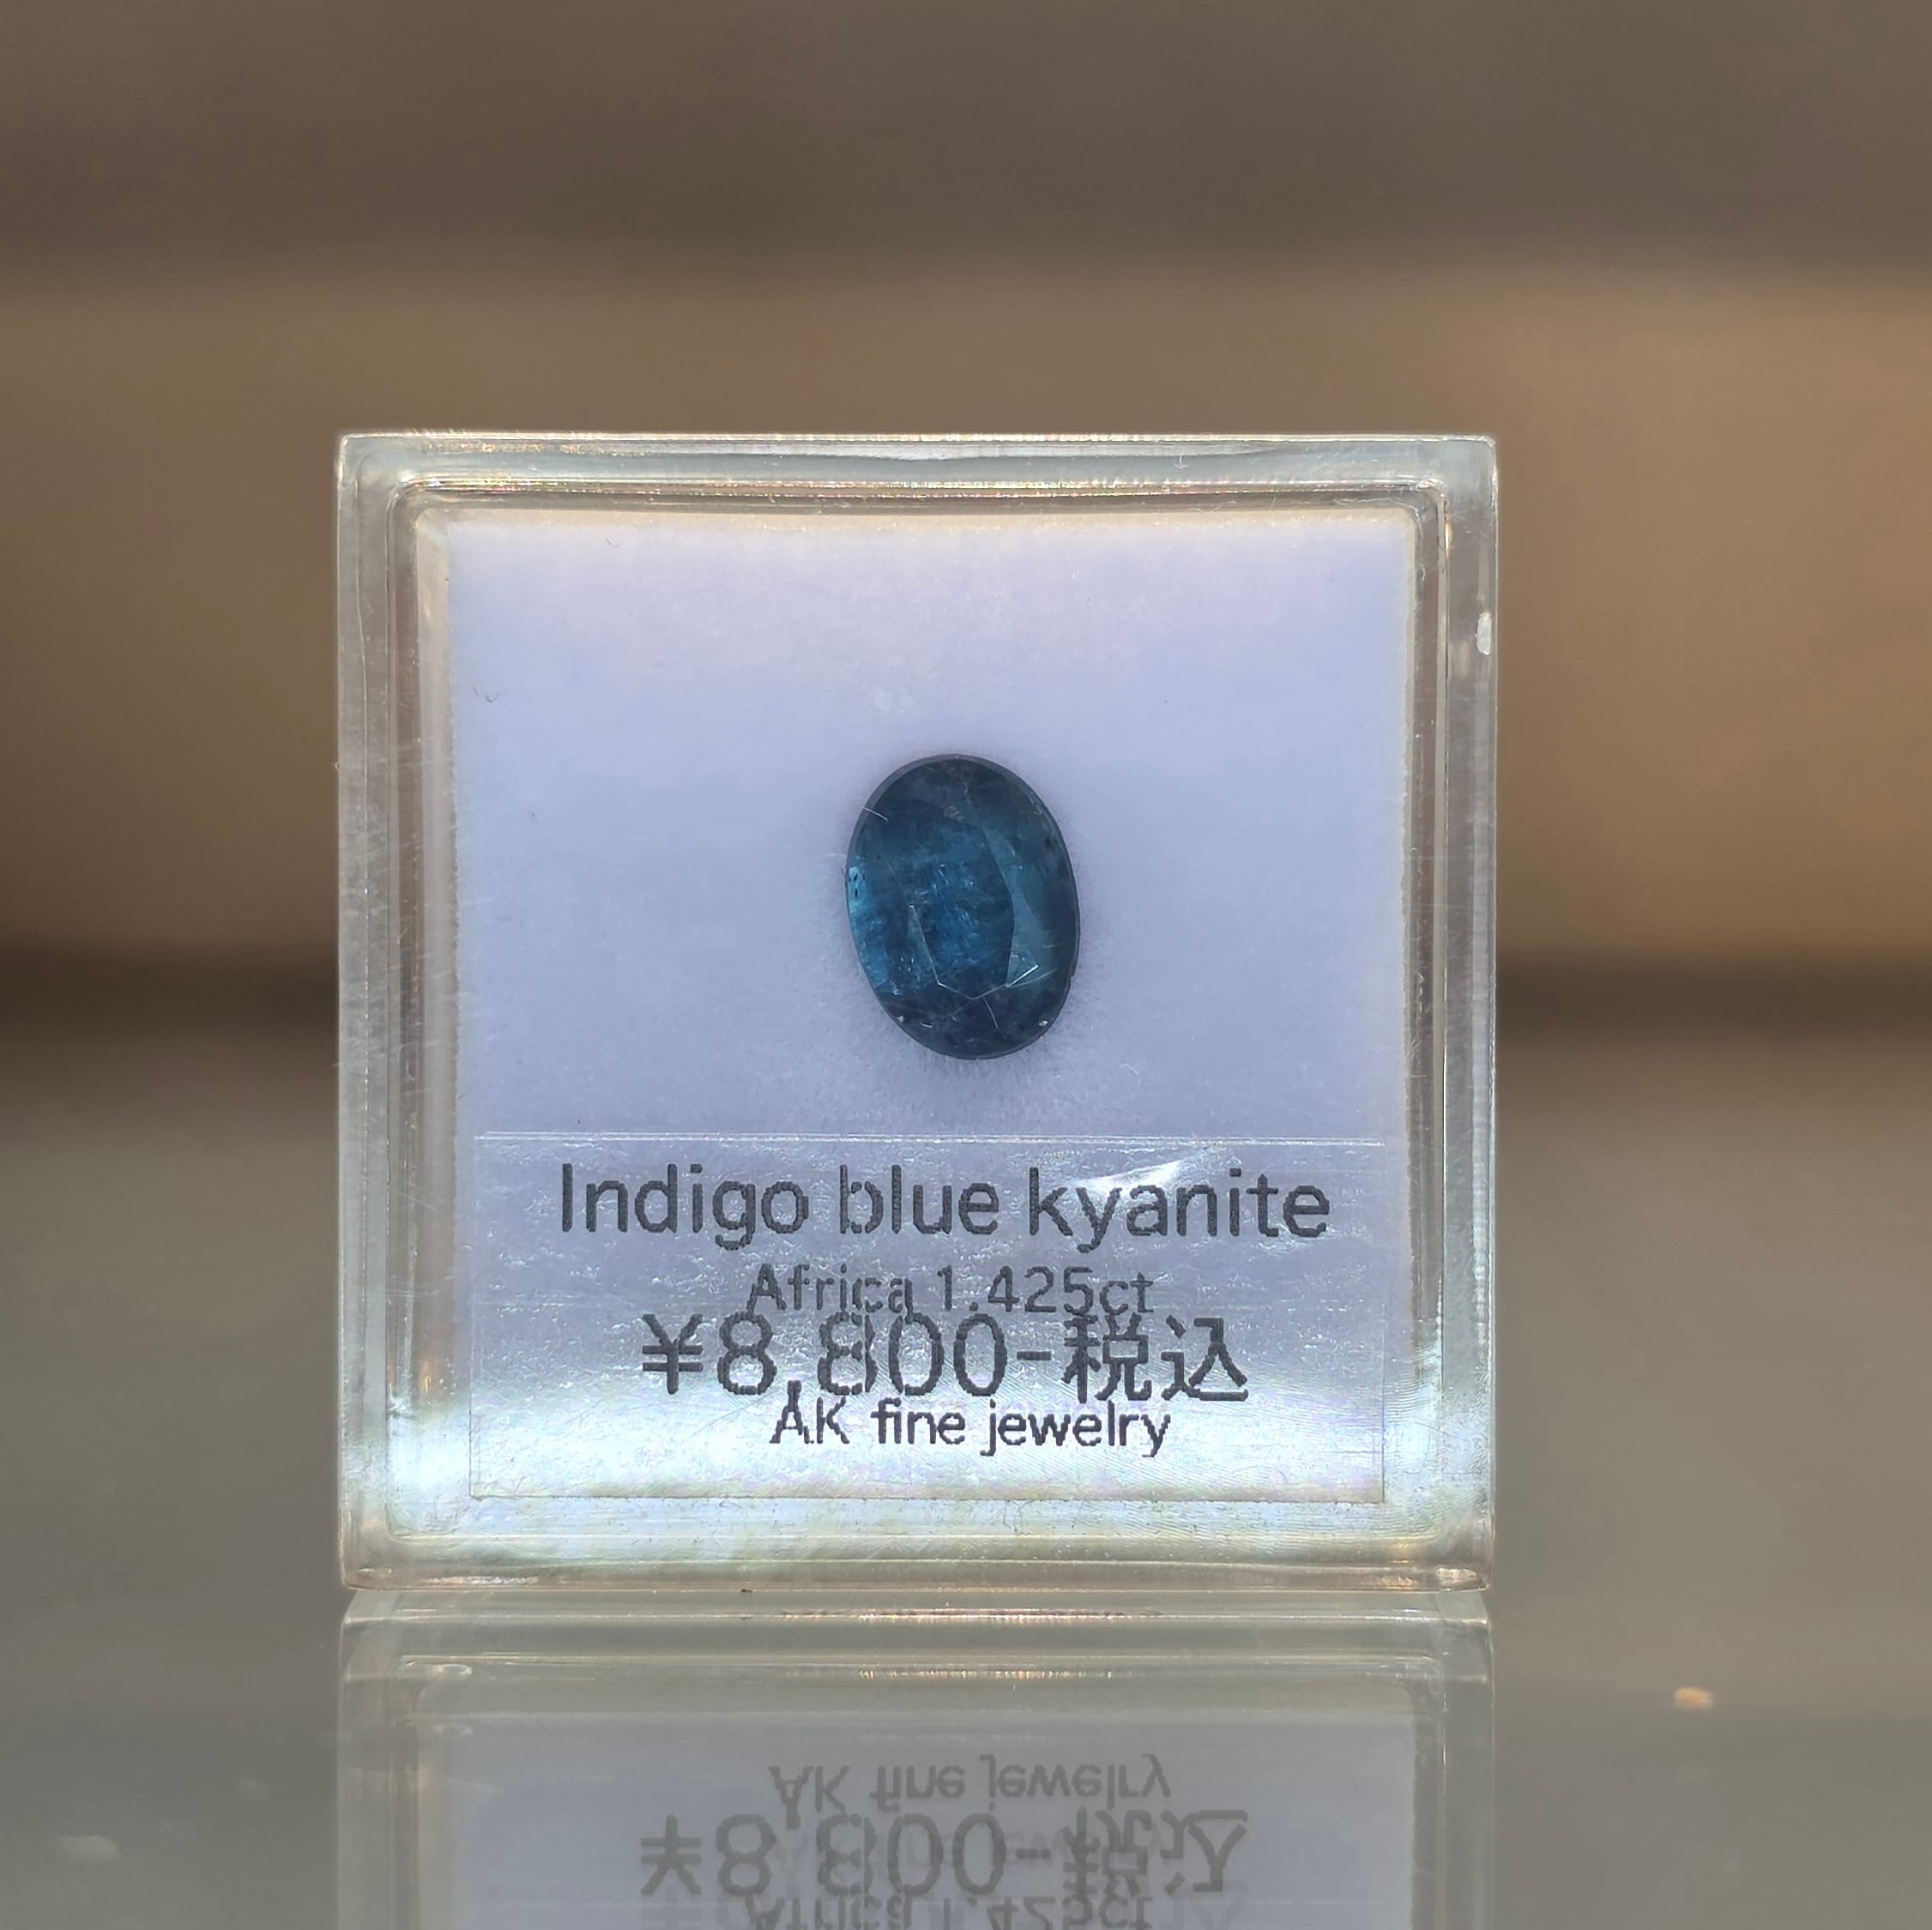 Indigo blue kyanite
Africa 1.425ct
¥8,800-税込
AK fine jewelry